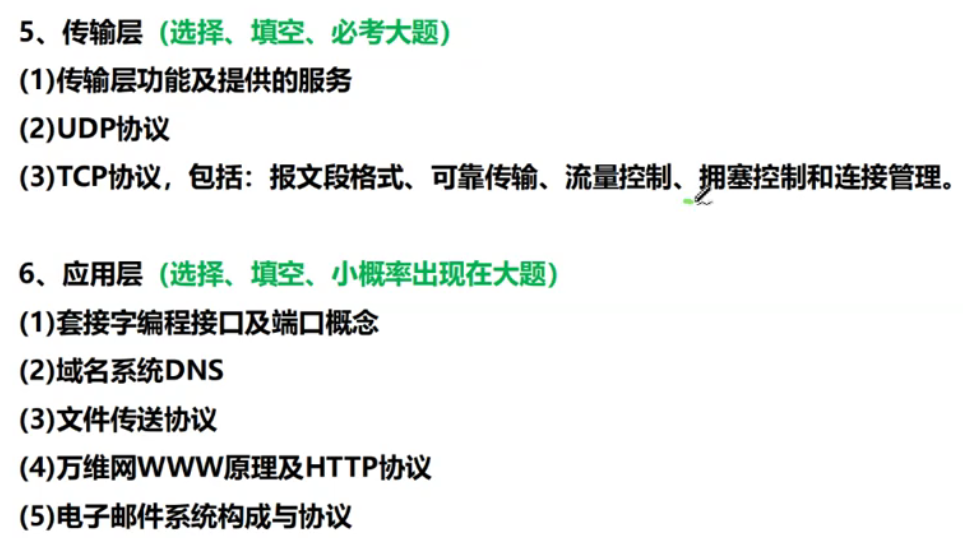 5、传输层（选择、填空、必考大题）
(1)传输层功能及提供的服务
(2)UDP协议
(3)TCP协议，包括：报文段格式、可靠传输、流量控制、拥塞控制和连接管理。
6、应用层（选择、填空、小概率出现在大题）
(1)套接字编程接口及端口概念
(2)域名系统DNS
(3)文件传送协议
(4)万维网WWW原理及HTTP协议
(5)电子邮件系统构成与协议